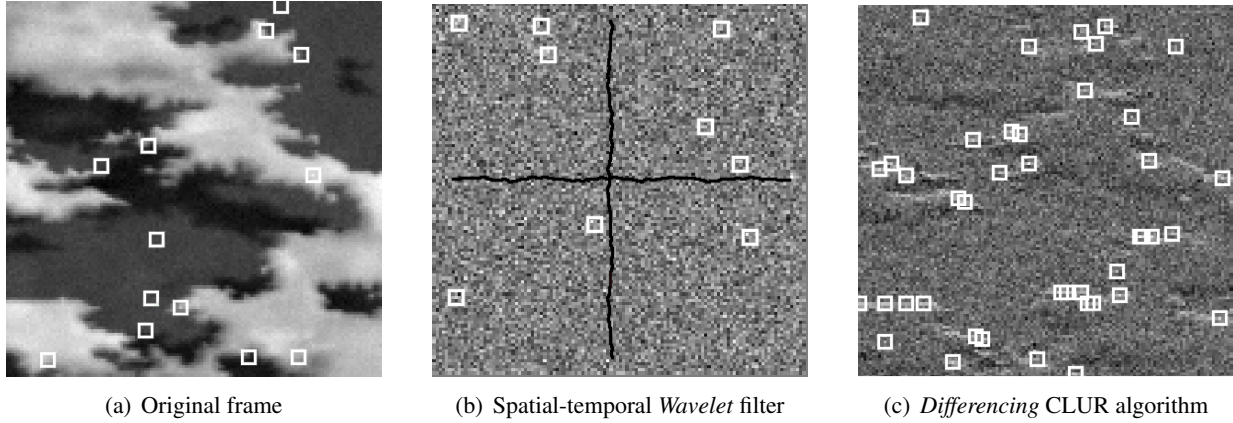 (a) Original frame
(b) Spatial-temporal Wavelet filter
(c) Differencing CLUR algorithm